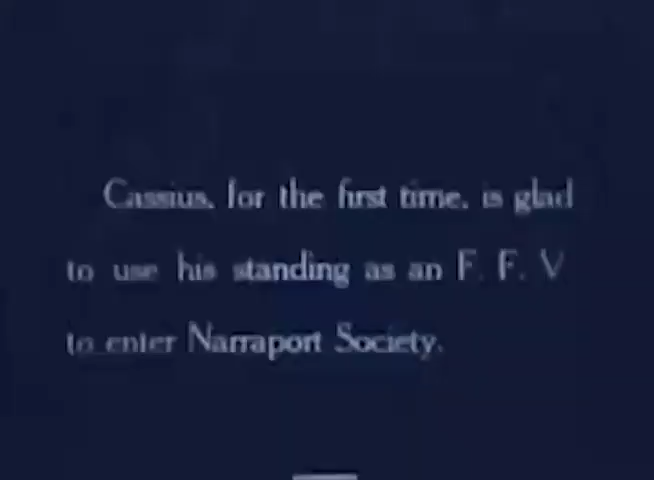 Cassius, for the first time, is glad
to use his standing as an F. F. V
to enter Narraport Society.